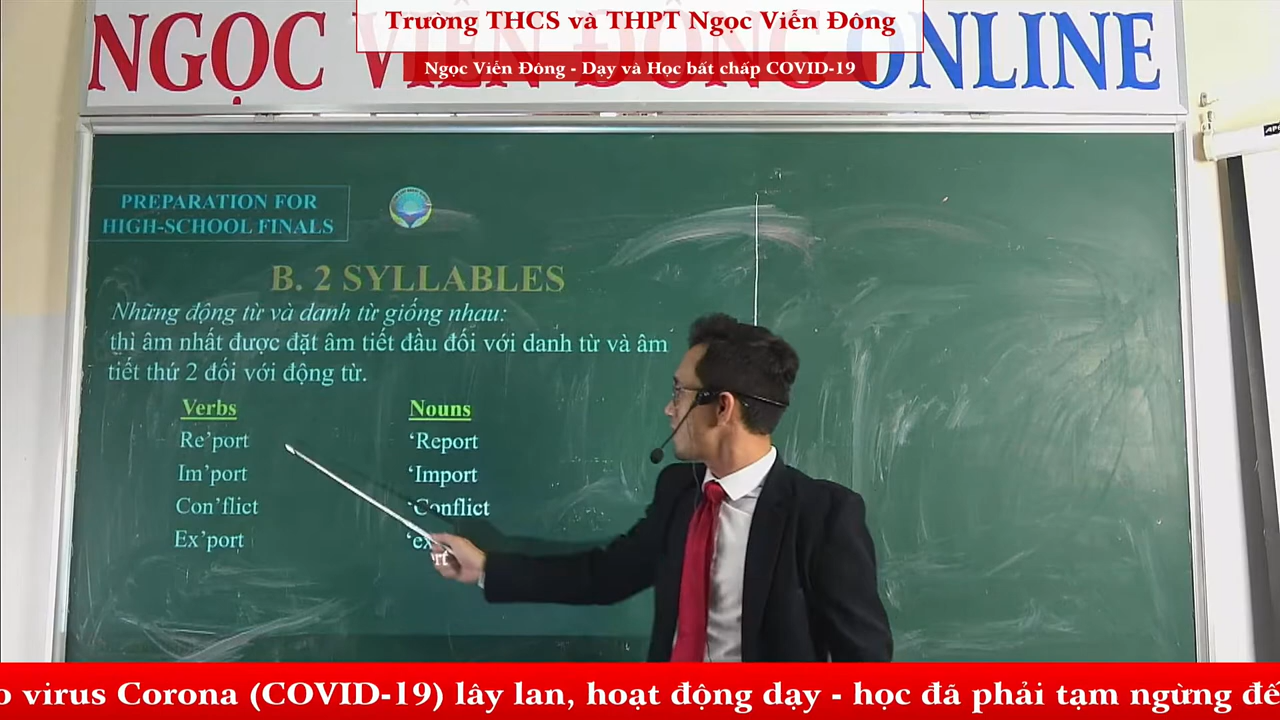 NGỌC VIỄN ĐÔNG ONLINE
Trường THCS và THPT Ngọc Viễn Đông
Ngọc Viễn Đông - Dạy và Học bất chấp COVID-19
PREPARATION FOR
HIGH-SCHOOL FINALS
B. 2 SYLLABLES
Những động từ và danh từ giống nhau:
thì âm nhất được đặt âm tiết đầu đối với danh từ và âm
tiết thứ 2 đối với động từ.
Verbs Nouns
Re’port ‘Report
Im’port ‘Import
Con’flict ‘Conflict
Ex’port
o virus Corona (COVID-19) lây lan, hoạt động dạy - học đã phải tạm ngừng đế